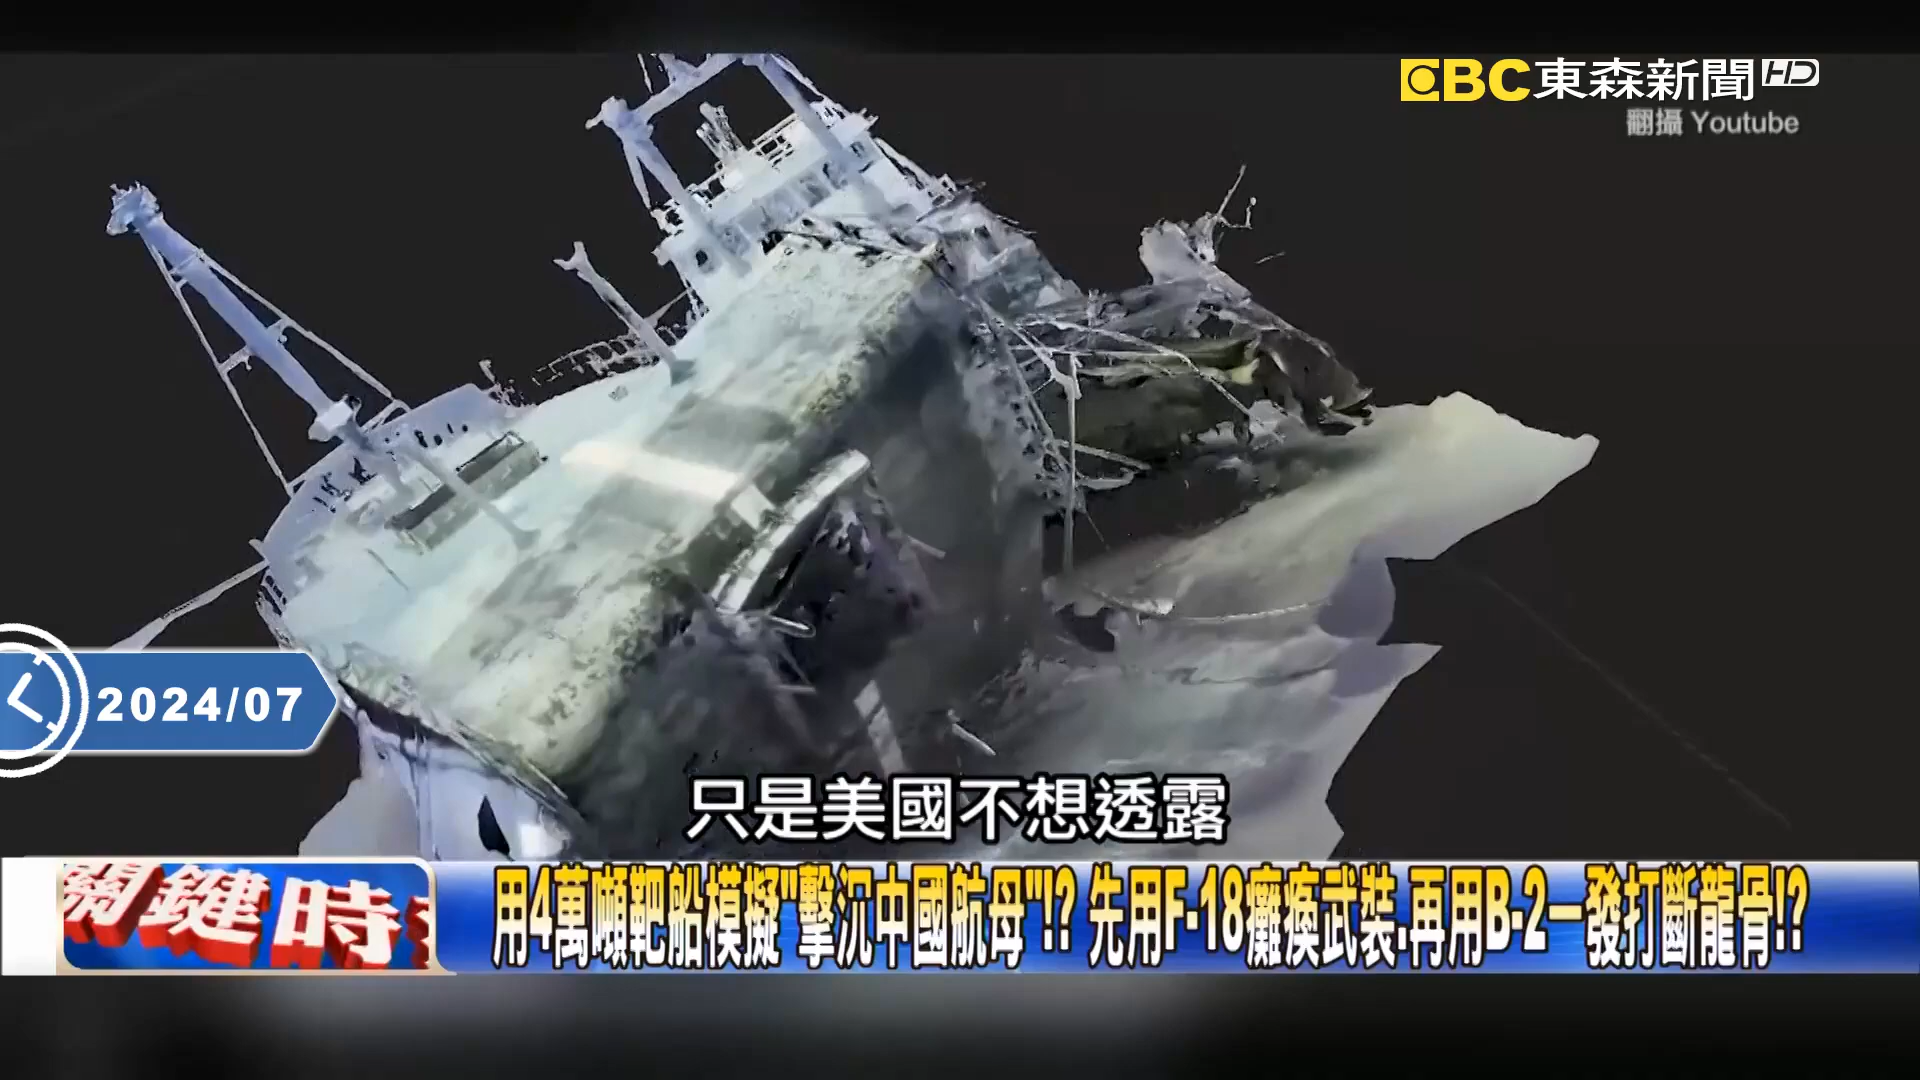 EBC東森新聞HD
翻攝 Youtube
2024/07
只是美國不想透露
關鍵時
用4萬噸靶船模擬"擊沉中國航母"!? 先用F-18癱瘓武裝.再用B-2一發打斷龍骨!?